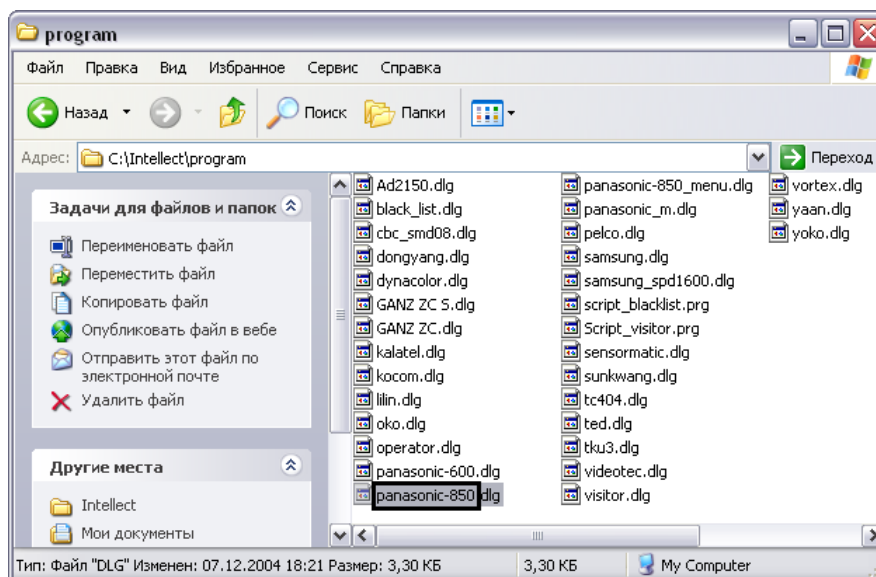 program
Файл Правка Вид Избранное Сервис Справка
Назад Поиск Папки
Адрес: C:\Intellect\program Переход
Задачи для файлов и папок
Переименовать файл
Переместить файл
Копировать файл
Опубликовать файл в вебе
Отправить этот файл по
электронной почте
Удалить файл
Другие места
Intellect
Мои документы
Ad2150.dlg
black_list.dlg
cbc_smd08.dlg
dongyang.dlg
dynacolor.dlg
GANZ ZC S.dlg
GANZ ZC.dlg
kalatel.dlg
kocom.dlg
lilin.dlg
oko.dlg
operator.dlg
panasonic-600.dlg
panasonic-850.dlg
panasonic-850_menu.dlg
panasonic_m.dlg
pelco.dlg
samsung.dlg
samsung_spd1600.dlg
script_blacklist.prg
Script_visitor.prg
sensormatic.dlg
sunkwang.dlg
tc404.dlg
ted.dlg
tku3.dlg
videotec.dlg
visitor.dlg
vortex.dlg
yaan.dlg
yoko.dlg
Тип: Файл "DLG" Изменен: 07.12.2004 18:21 Размер: 3,30 КБ 3,30 КБ My Computer